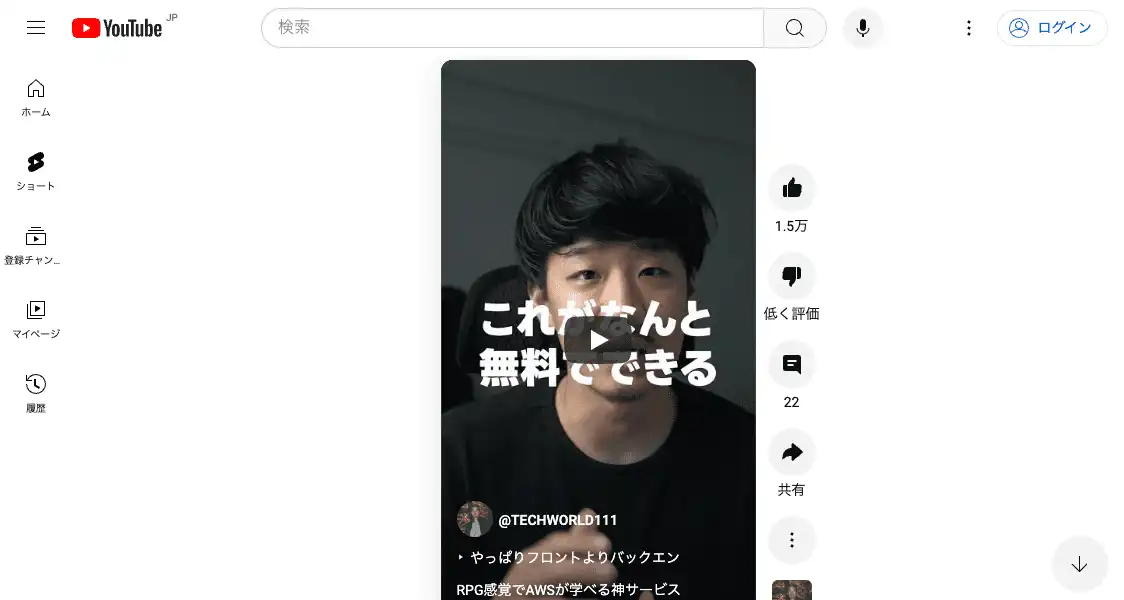 YouTube JP
検索
ログイン
ホーム
ショート
登録チャン...
マイページ
履歴
これがなんと
無料でできる
@TECHWORLD111
‣ やっぱりフロントよりバックエン
RPG感覚でAWSが学べる神サービス
1.5万
低く評価
22
共有